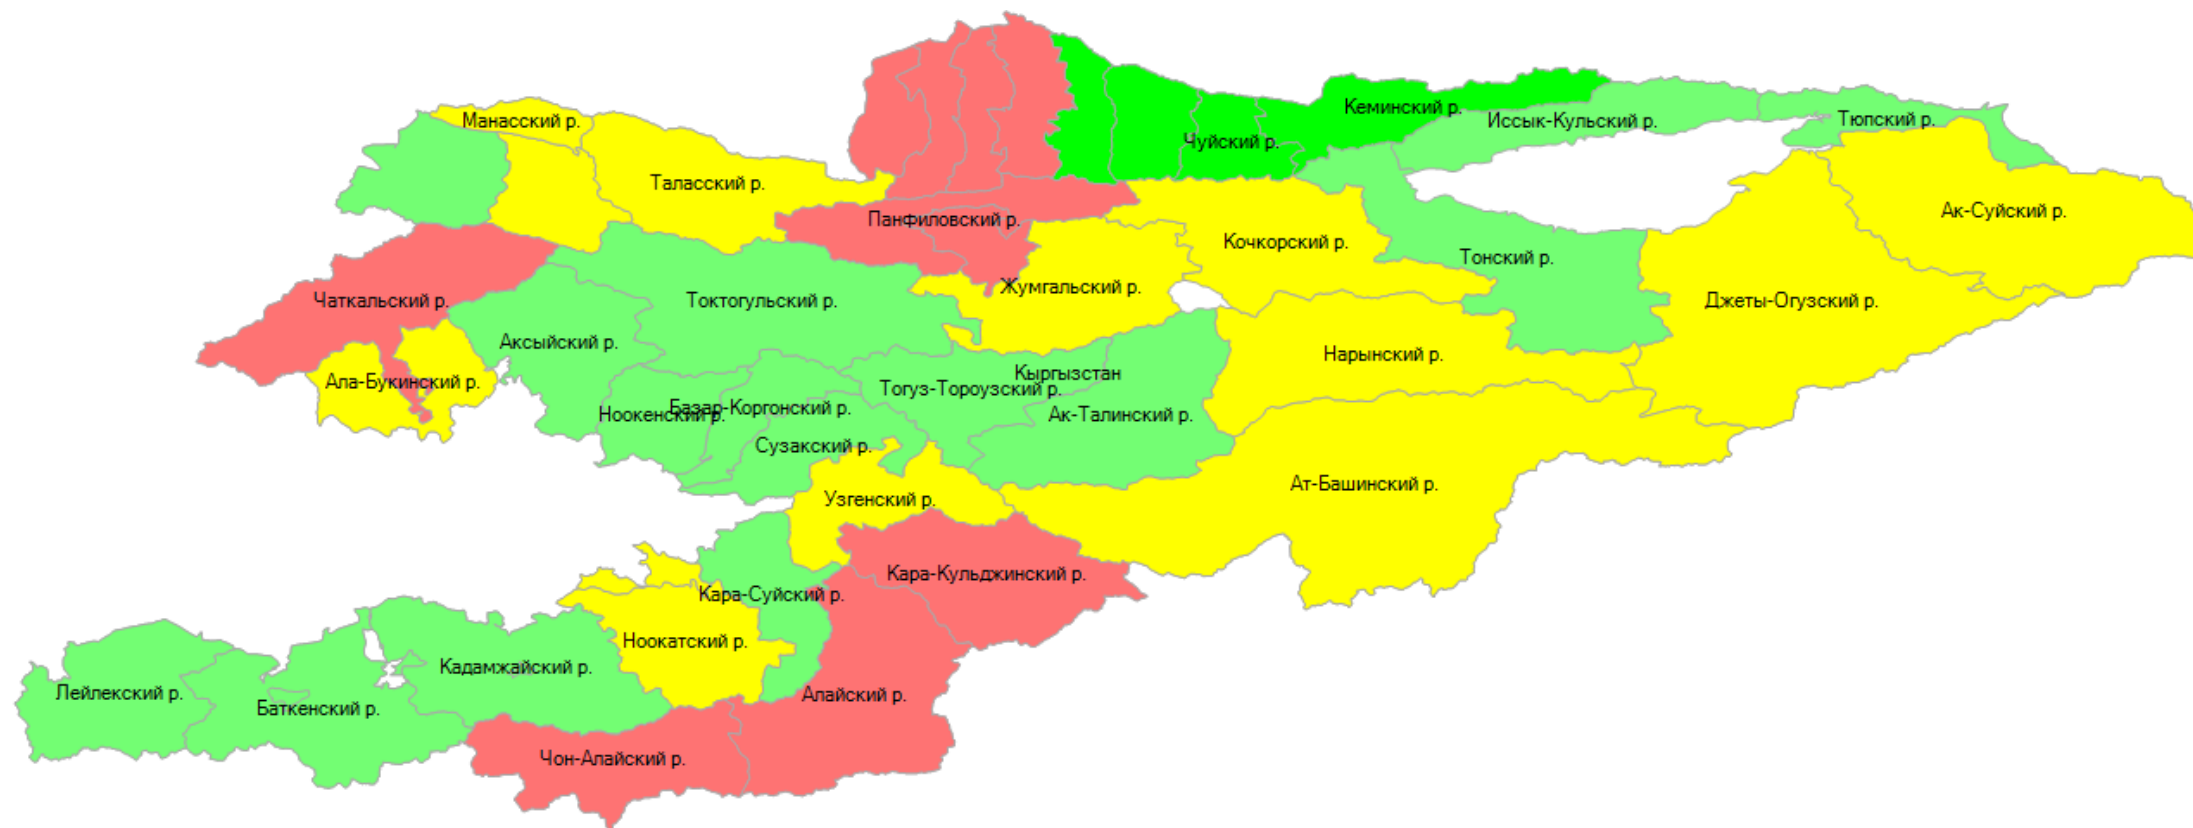 Кеминский р.
Манасский р.
Иссык-Кульский р.
Тюпский р.
Чуйский р.
Таласский р.
Ак-Суйский р.
Панфиловский р.
Кочкорский р.
Тонский р.
Жумгальский р.
Чаткальский р.
Токтогульский р.
Джеты-Огузский р.
Аксыйский р.
Нарынский р.
Кыргызстан
Ала-Букинский р.
Тогуз-Тороузский р.
Базар-Коргонский р.
Ноокенский р.
Ак-Талинский р.
Сузакский р.
Ат-Башинский р.
Узгенский р.
Кара-Кульджинский р.
Кара-Суйский р.
Ноокатский р.
Кадамжайский р.
Лейлекский р.
Алайский р.
Баткенский р.
Чон-Алайский р.